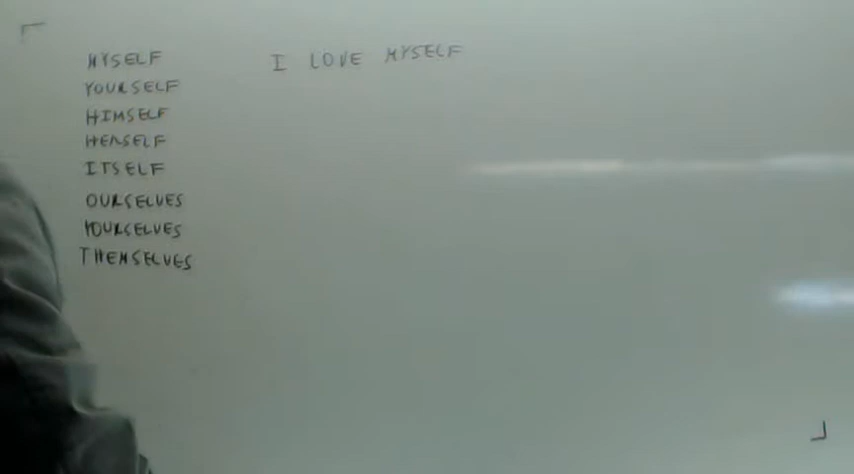 MYSELF
YOURSELF
HIMSELF
HERSELF
ITSELF
OURSELVES
YOURSELVES
THEMSELVES
I LOVE MYSELF